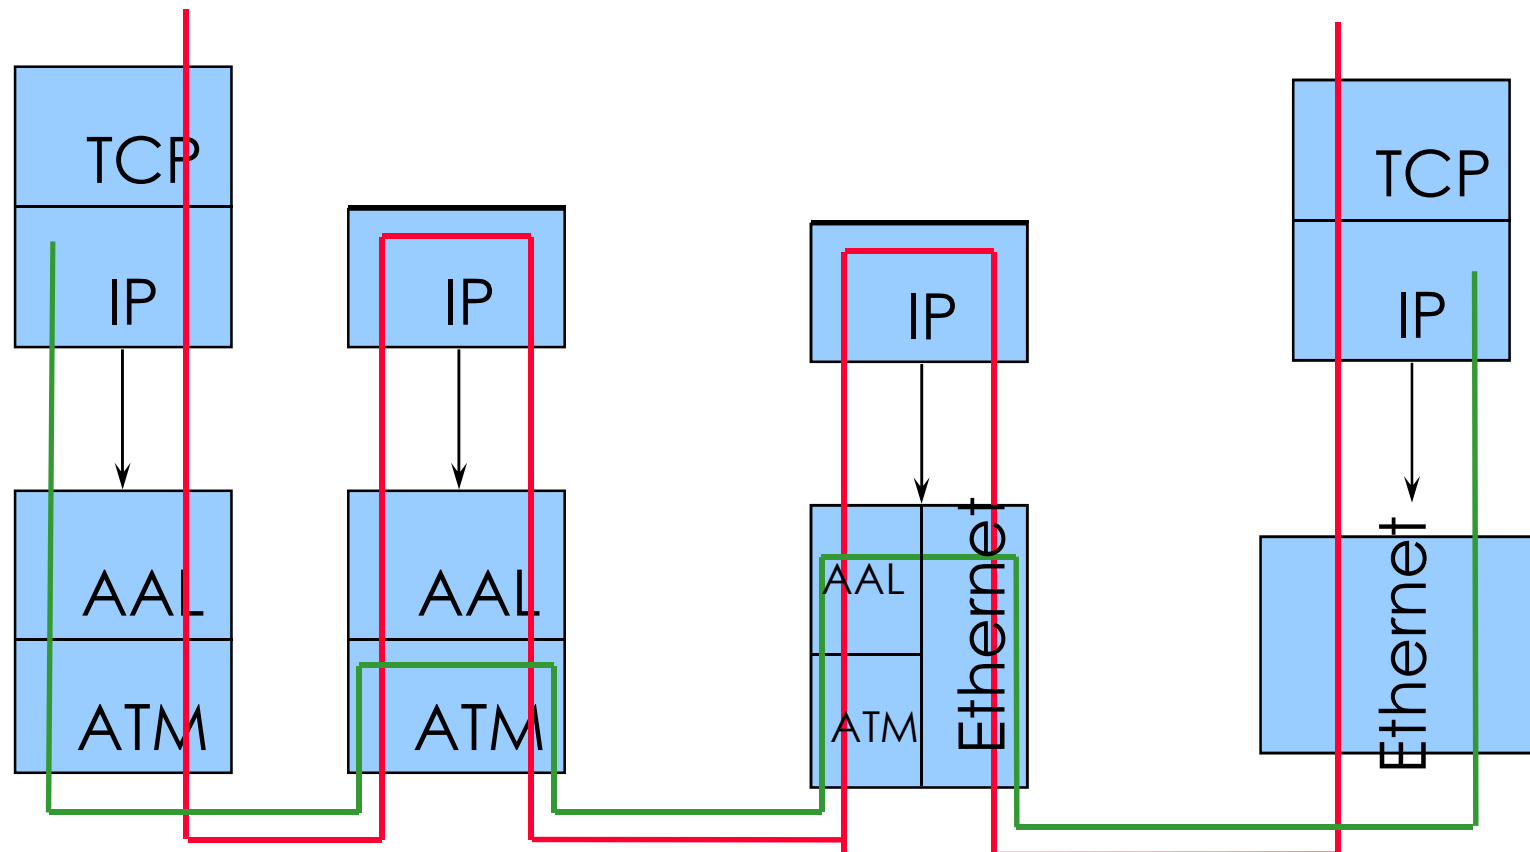 TCP
IP
AAL
ATM
IP
AAL
ATM
IP
AAL
ATM
Ethernet
TCP
IP
Ethernet